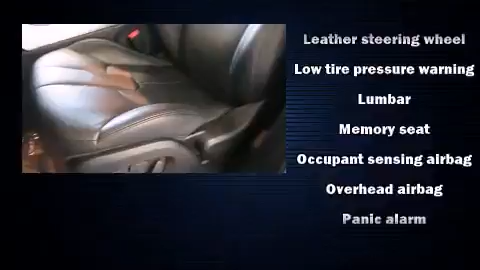 Leather steering wheel
Low tire pressure warning
Lumbar
Memory seat
Occupant sensing airbag
Overhead airbag
Panic alarm